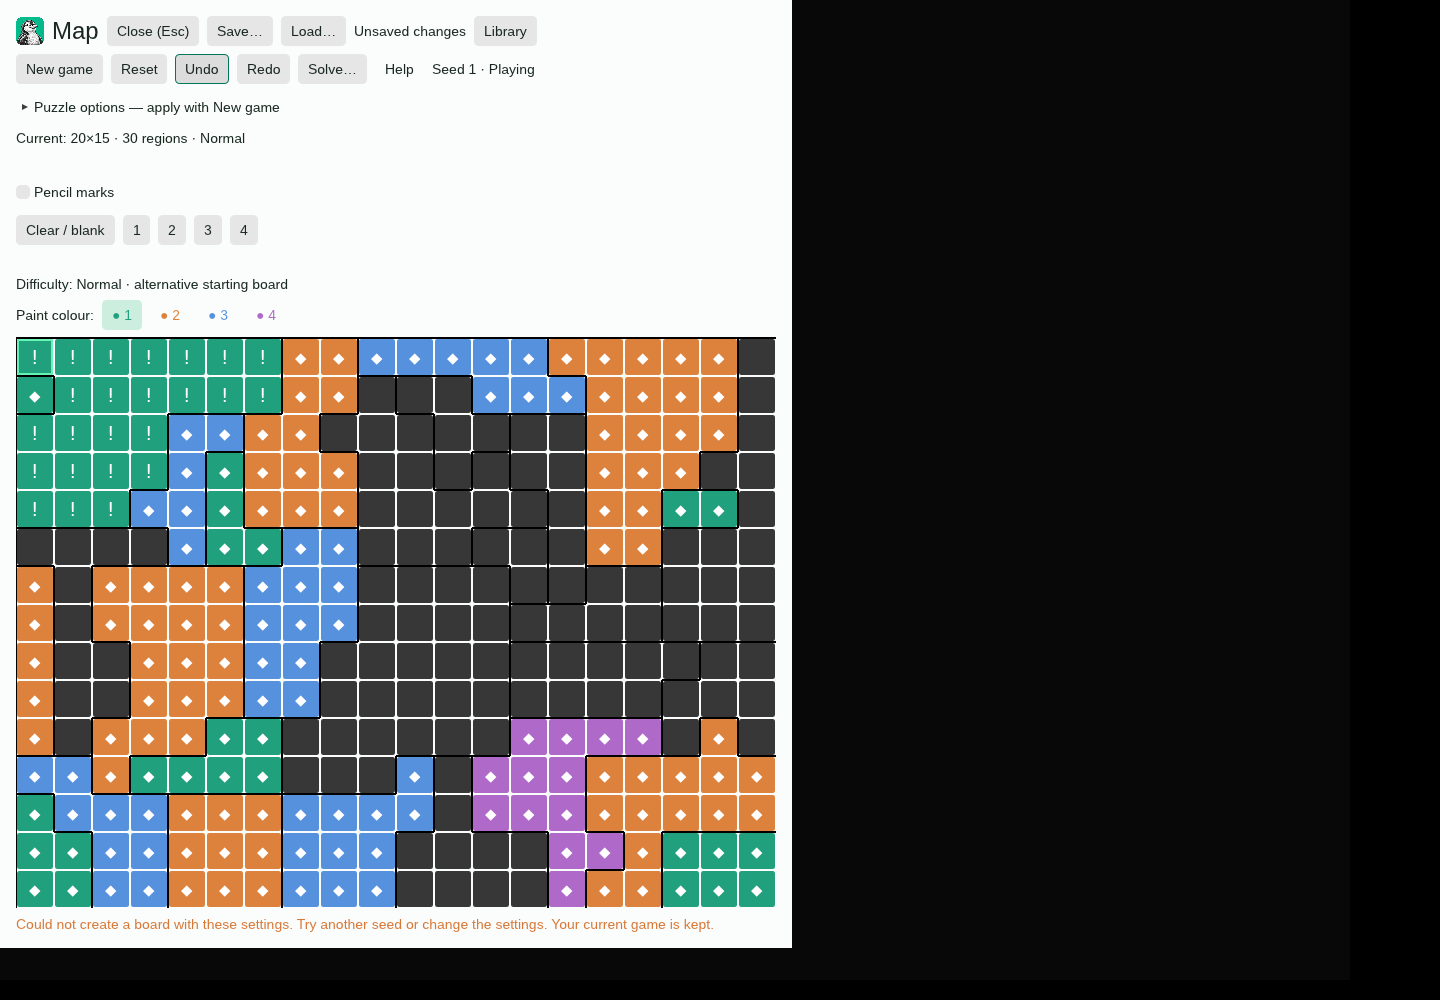 Map Close (Esc) Save… Load… Unsaved changes Library
New game Reset Undo Redo Solve… Help Seed 1 · Playing
▸ Puzzle options — apply with New game
Current: 20×15 · 30 regions · Normal
Pencil marks
Clear / blank 1 2 3 4
Difficulty: Normal · alternative starting board
Paint colour: ● 1 ● 2 ● 3 ● 4
! ! ! ! ! ! !
! ! ! ! ! !
! ! ! !
! ! ! !
! ! !
Could not create a board with these settings. Try another seed or change the settings. Your current game is kept.